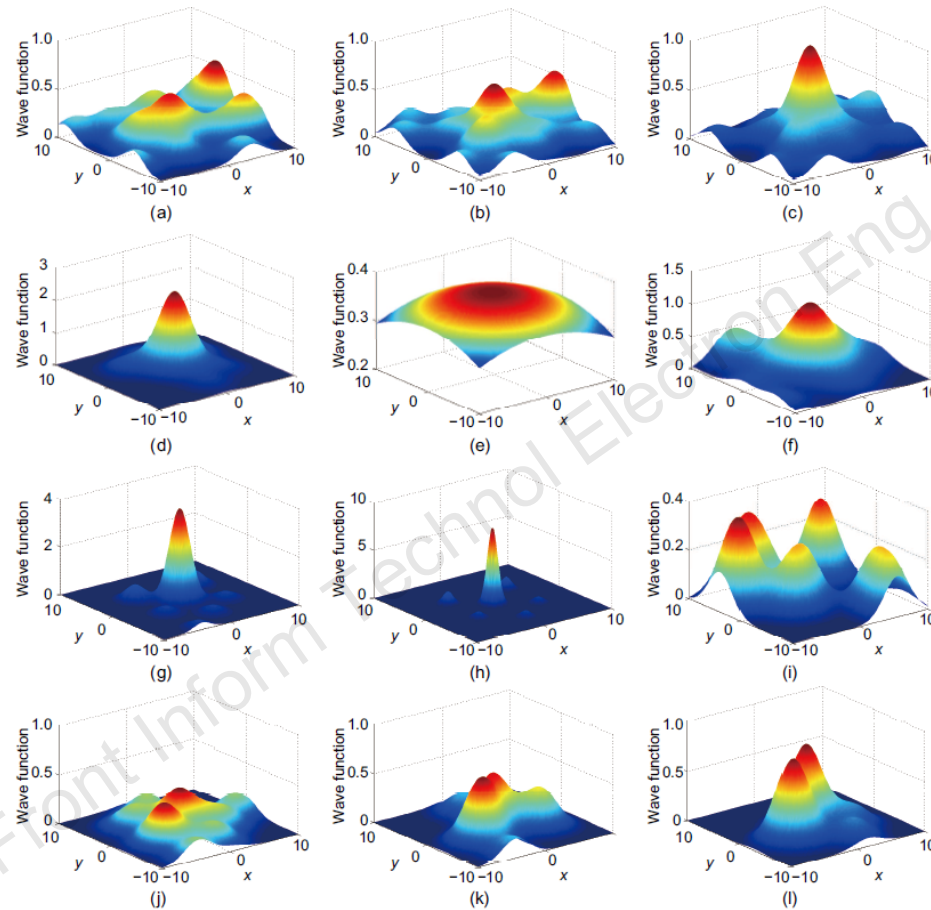 1.0 1.0 1.0
Wave function Wave function Wave function
0.5 0.5 0.5
0 0 0
10 10 10 10 10 10
y 0 0 x y 0 0 x y 0 0 x
−10 −10 −10 −10 −10 −10
(a) (b) (c)
3 0.4 1.5
Wave function Wave function Wave function
2 0.3 1.0
1 0.5
0 0.2 0
10 10 10 10 10 10
y 0 0 x y 0 0 x y 0 0 x
−10 −10 −10 −10 −10 −10
(d) (e) (f)
4 10 0.4
Wave function Wave function Wave function
2 5 0.2
0 0 0
10 10 10 10 10 10
y 0 0 x y 0 0 x y 0 0 x
−10 −10 −10 −10 −10 −10
(g) (h) (i)
1.0 1.0 1.0
Wave function Wave function Wave function
0.5 0.5 0.5
0 0 0
10 10 10 10 10 10
y 0 0 x y 0 0 x y 0 0 x
−10 −10 −10 −10 −10 −10
(j) (k) (l)
Front Inform Technol Electron Eng